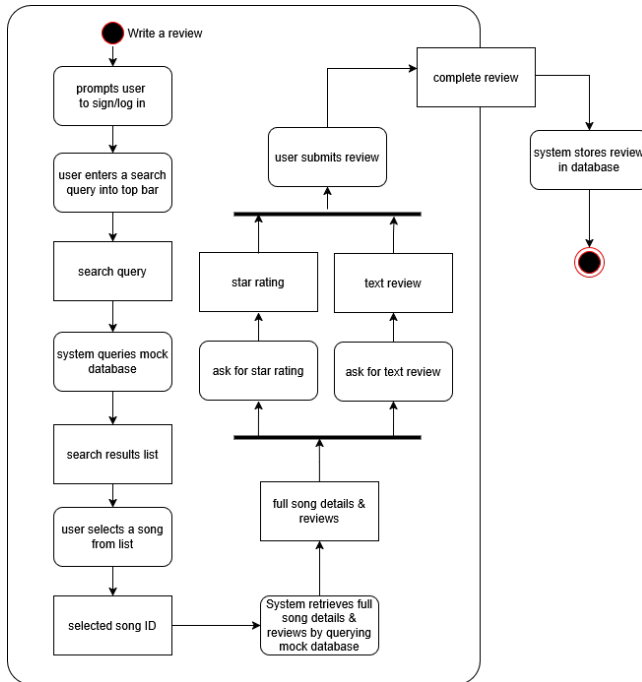 Write a review
prompts user
to sign/log in
user enters a search
query into top bar
search query
system queries mock
database
search results list
user selects a song
from list
selected song ID
System retrieves full
song details &
reviews by querying
mock database
full song details &
reviews
ask for star rating
ask for text review
star rating
text review
user submits review
complete review
system stores review
in database